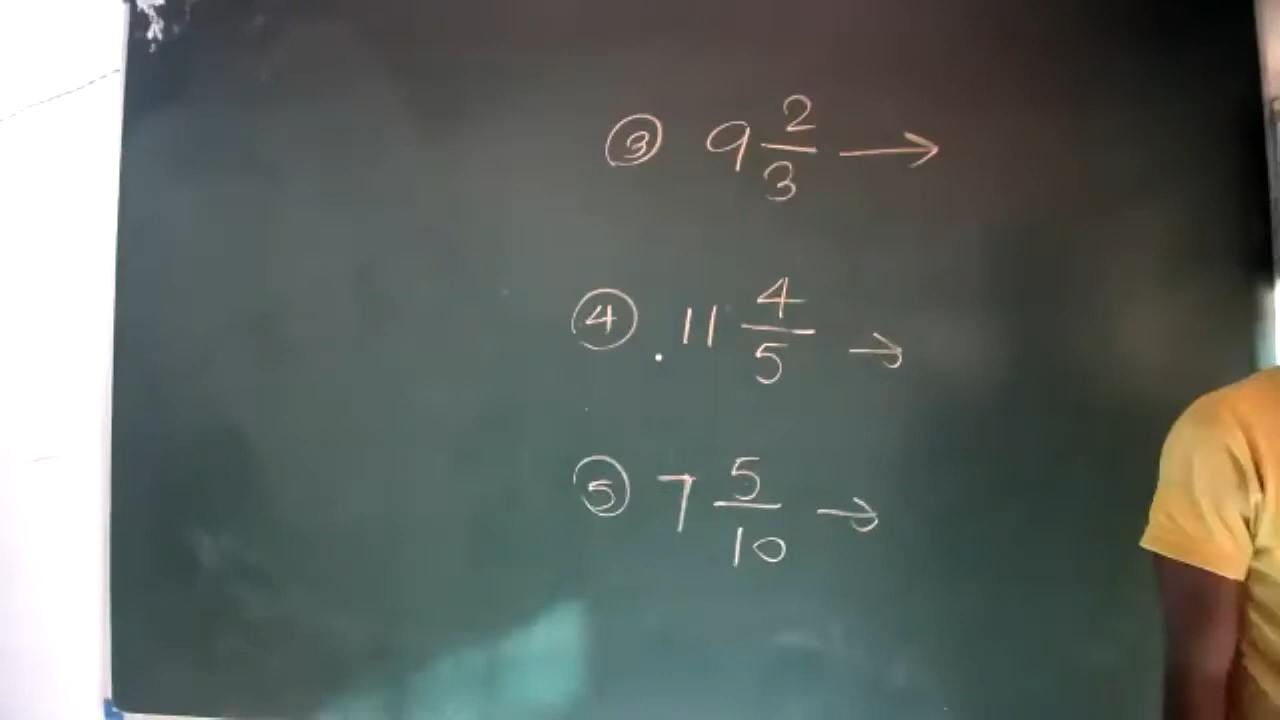 ③ 9 2/3 →
④ . 11 4/5 →
⑤ 7 5/10 →